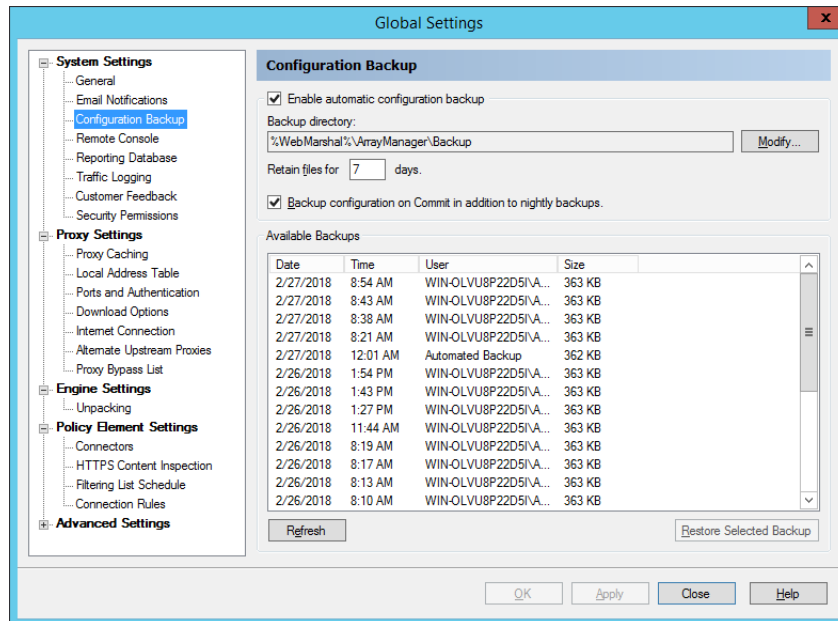 Global Settings
x
System Settings
General
Email Notifications
Configuration Backup
Remote Console
Reporting Database
Traffic Logging
Customer Feedback
Security Permissions
Proxy Settings
Proxy Caching
Local Address Table
Ports and Authentication
Download Options
Internet Connection
Alternate Upstream Proxies
Proxy Bypass List
Engine Settings
Unpacking
Policy Element Settings
Connectors
HTTPS Content Inspection
Filtering List Schedule
Connection Rules
Advanced Settings
Configuration Backup
Enable automatic configuration backup
Backup directory:
%WebMarshal%\ArrayManager\Backup Modify...
Retain files for 7 days.
Backup configuration on Commit in addition to nightly backups.
Available Backups
Date Time User Size
2/27/2018 8:54 AM WIN-OLVU8P22D5I\A... 363 KB
2/27/2018 8:43 AM WIN-OLVU8P22D5I\A... 363 KB
2/27/2018 8:38 AM WIN-OLVU8P22D5I\A... 363 KB
2/27/2018 8:21 AM WIN-OLVU8P22D5I\A... 363 KB
2/27/2018 12:01 AM Automated Backup 362 KB
2/26/2018 1:54 PM WIN-OLVU8P22D5I\A... 363 KB
2/26/2018 1:43 PM WIN-OLVU8P22D5I\A... 363 KB
2/26/2018 1:27 PM WIN-OLVU8P22D5I\A... 363 KB
2/26/2018 11:44 AM WIN-OLVU8P22D5I\A... 363 KB
2/26/2018 8:19 AM WIN-OLVU8P22D5I\A... 363 KB
2/26/2018 8:17 AM WIN-OLVU8P22D5I\A... 363 KB
2/26/2018 8:13 AM WIN-OLVU8P22D5I\A... 363 KB
2/26/2018 8:10 AM WIN-OLVU8P22D5I\A... 363 KB
Refresh Restore Selected Backup
OK Apply Close Help